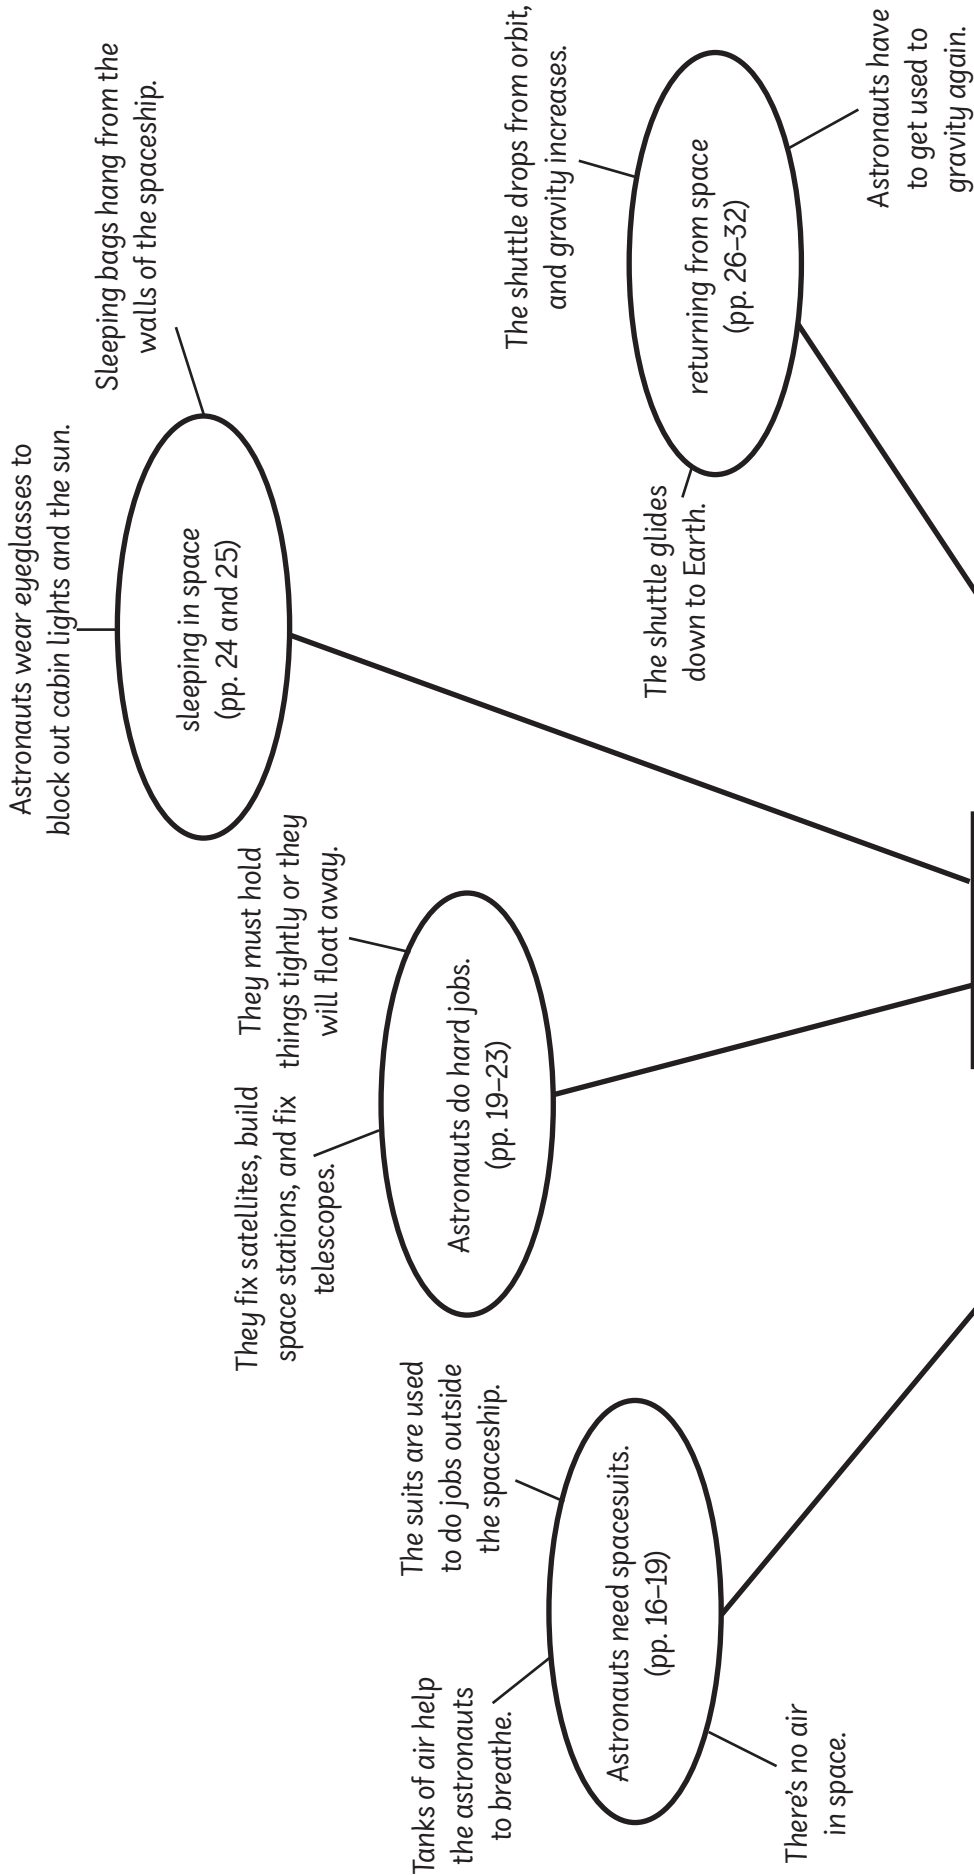 Tanks of air help
the astronauts
to breathe.
The suits are used
to do jobs outside
the spaceship.
Astronauts need spacesuits.
(pp. 16–19)
There's no air
in space.
They fix satellites, build
space stations, and fix
telescopes.
They must hold
things tightly or they
will float away.
Astronauts do hard jobs.
(pp. 19–23)
Astronauts wear eyeglasses to
block out cabin lights and the sun.
Sleeping bags hang from the
walls of the spaceship.
sleeping in space
(pp. 24 and 25)
The shuttle glides
down to Earth.
The shuttle drops from orbit,
and gravity increases.
returning from space
(pp. 26–32)
Astronauts have
to get used to
gravity again.